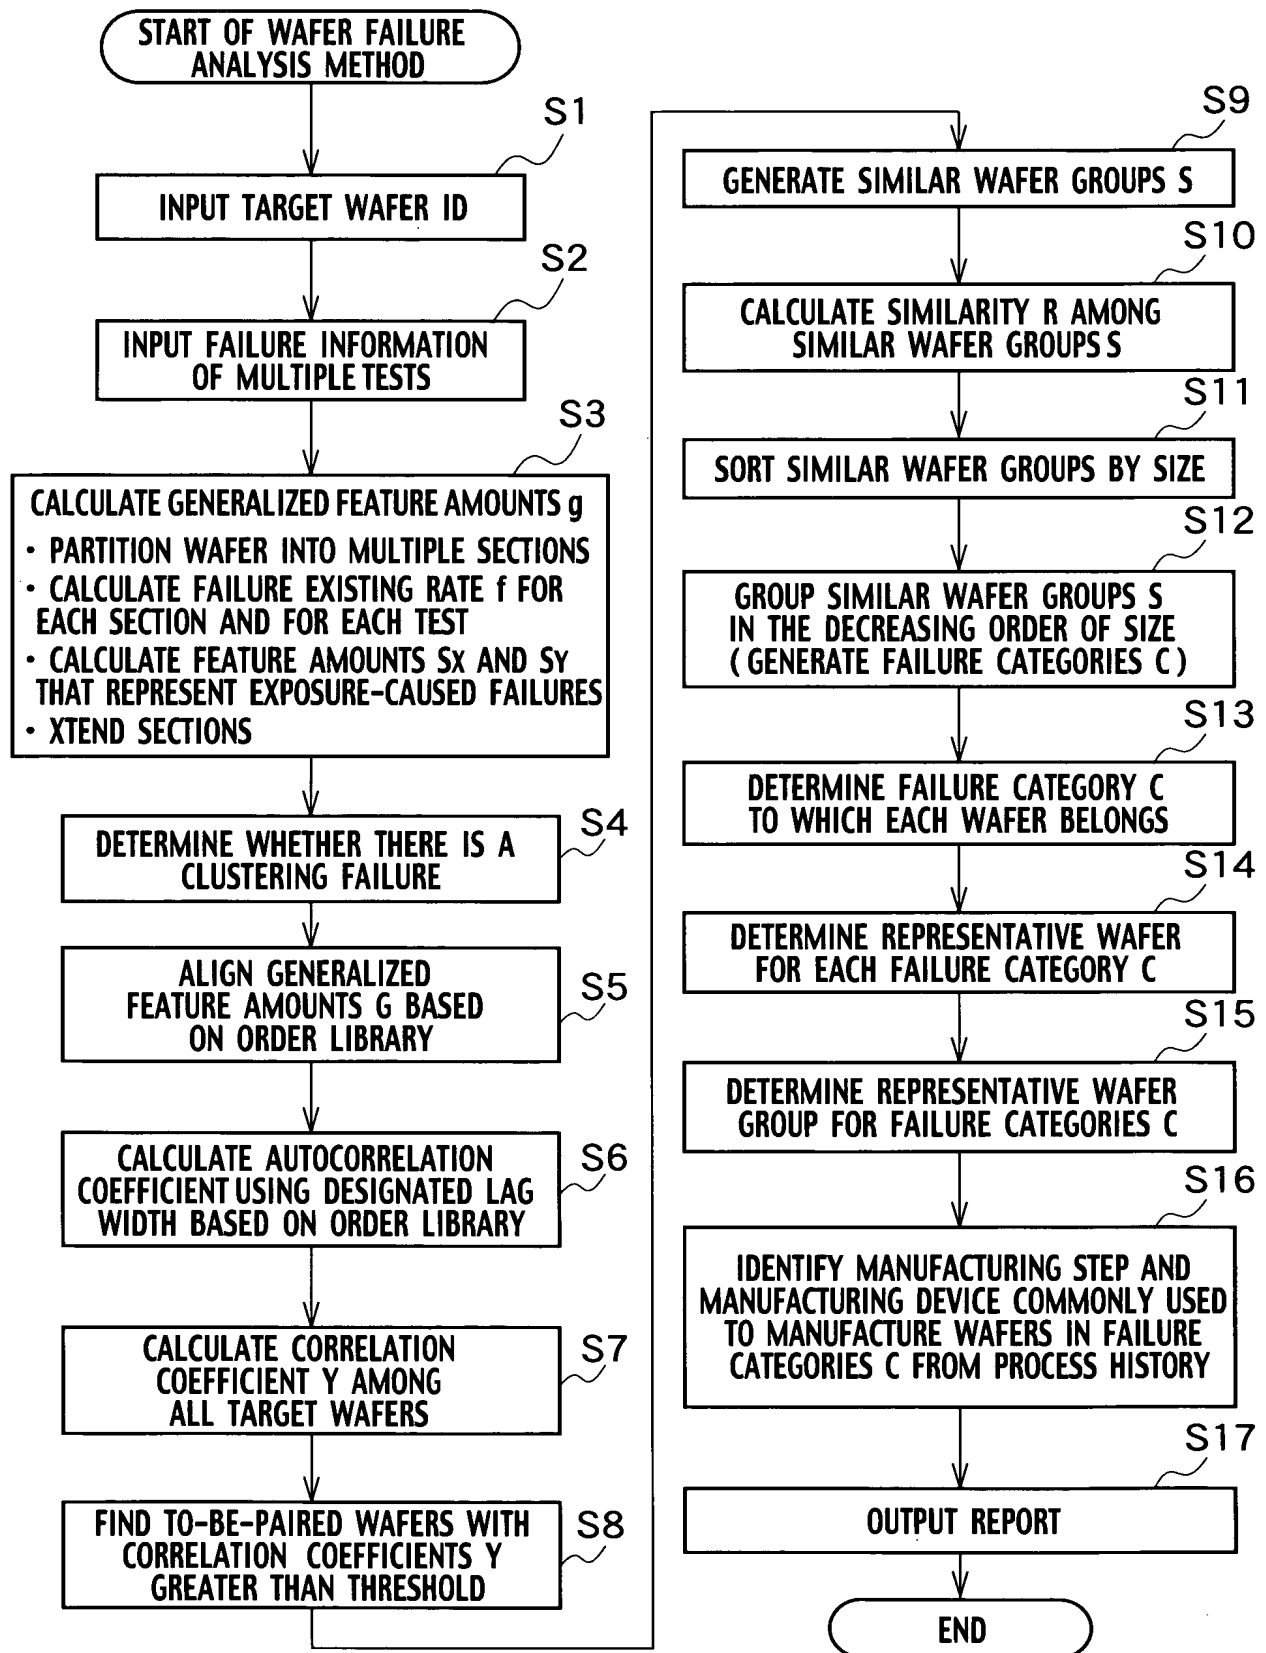 START OF WAFER FAILURE
ANALYSIS METHOD
S1
INPUT TARGET WAFER ID
S2
INPUT FAILURE INFORMATION
OF MULTIPLE TESTS
S3
CALCULATE GENERALIZED FEATURE AMOUNTS g
• PARTITION WAFER INTO MULTIPLE SECTIONS
• CALCULATE FAILURE EXISTING RATE f FOR
EACH SECTION AND FOR EACH TEST
• CALCULATE FEATURE AMOUNTS Sx AND Sy
THAT REPRESENT EXPOSURE-CAUSED FAILURES
• XTEND SECTIONS
S4
DETERMINE WHETHER THERE IS A
CLUSTERING FAILURE
S5
ALIGN GENERALIZED
FEATURE AMOUNTS G BASED
ON ORDER LIBRARY
S6
CALCULATE AUTOCORRELATION
COEFFICIENT USING DESIGNATED LAG
WIDTH BASED ON ORDER LIBRARY
S7
CALCULATE CORRELATION
COEFFICIENT Y AMONG
ALL TARGET WAFERS
S8
FIND TO-BE-PAIRED WAFERS WITH
CORRELATION COEFFICIENTS Y
GREATER THAN THRESHOLD
S9
GENERATE SIMILAR WAFER GROUPS S
S10
CALCULATE SIMILARITY R AMONG
SIMILAR WAFER GROUPS S
S11
SORT SIMILAR WAFER GROUPS BY SIZE
S12
GROUP SIMILAR WAFER GROUPS S
IN THE DECREASING ORDER OF SIZE
( GENERATE FAILURE CATEGORIES C )
S13
DETERMINE FAILURE CATEGORY C
TO WHICH EACH WAFER BELONGS
S14
DETERMINE REPRESENTATIVE WAFER
FOR EACH FAILURE CATEGORY C
S15
DETERMINE REPRESENTATIVE WAFER
GROUP FOR FAILURE CATEGORIES C
S16
IDENTIFY MANUFACTURING STEP AND
MANUFACTURING DEVICE COMMONLY USED
TO MANUFACTURE WAFERS IN FAILURE
CATEGORIES C FROM PROCESS HISTORY
S17
OUTPUT REPORT
END